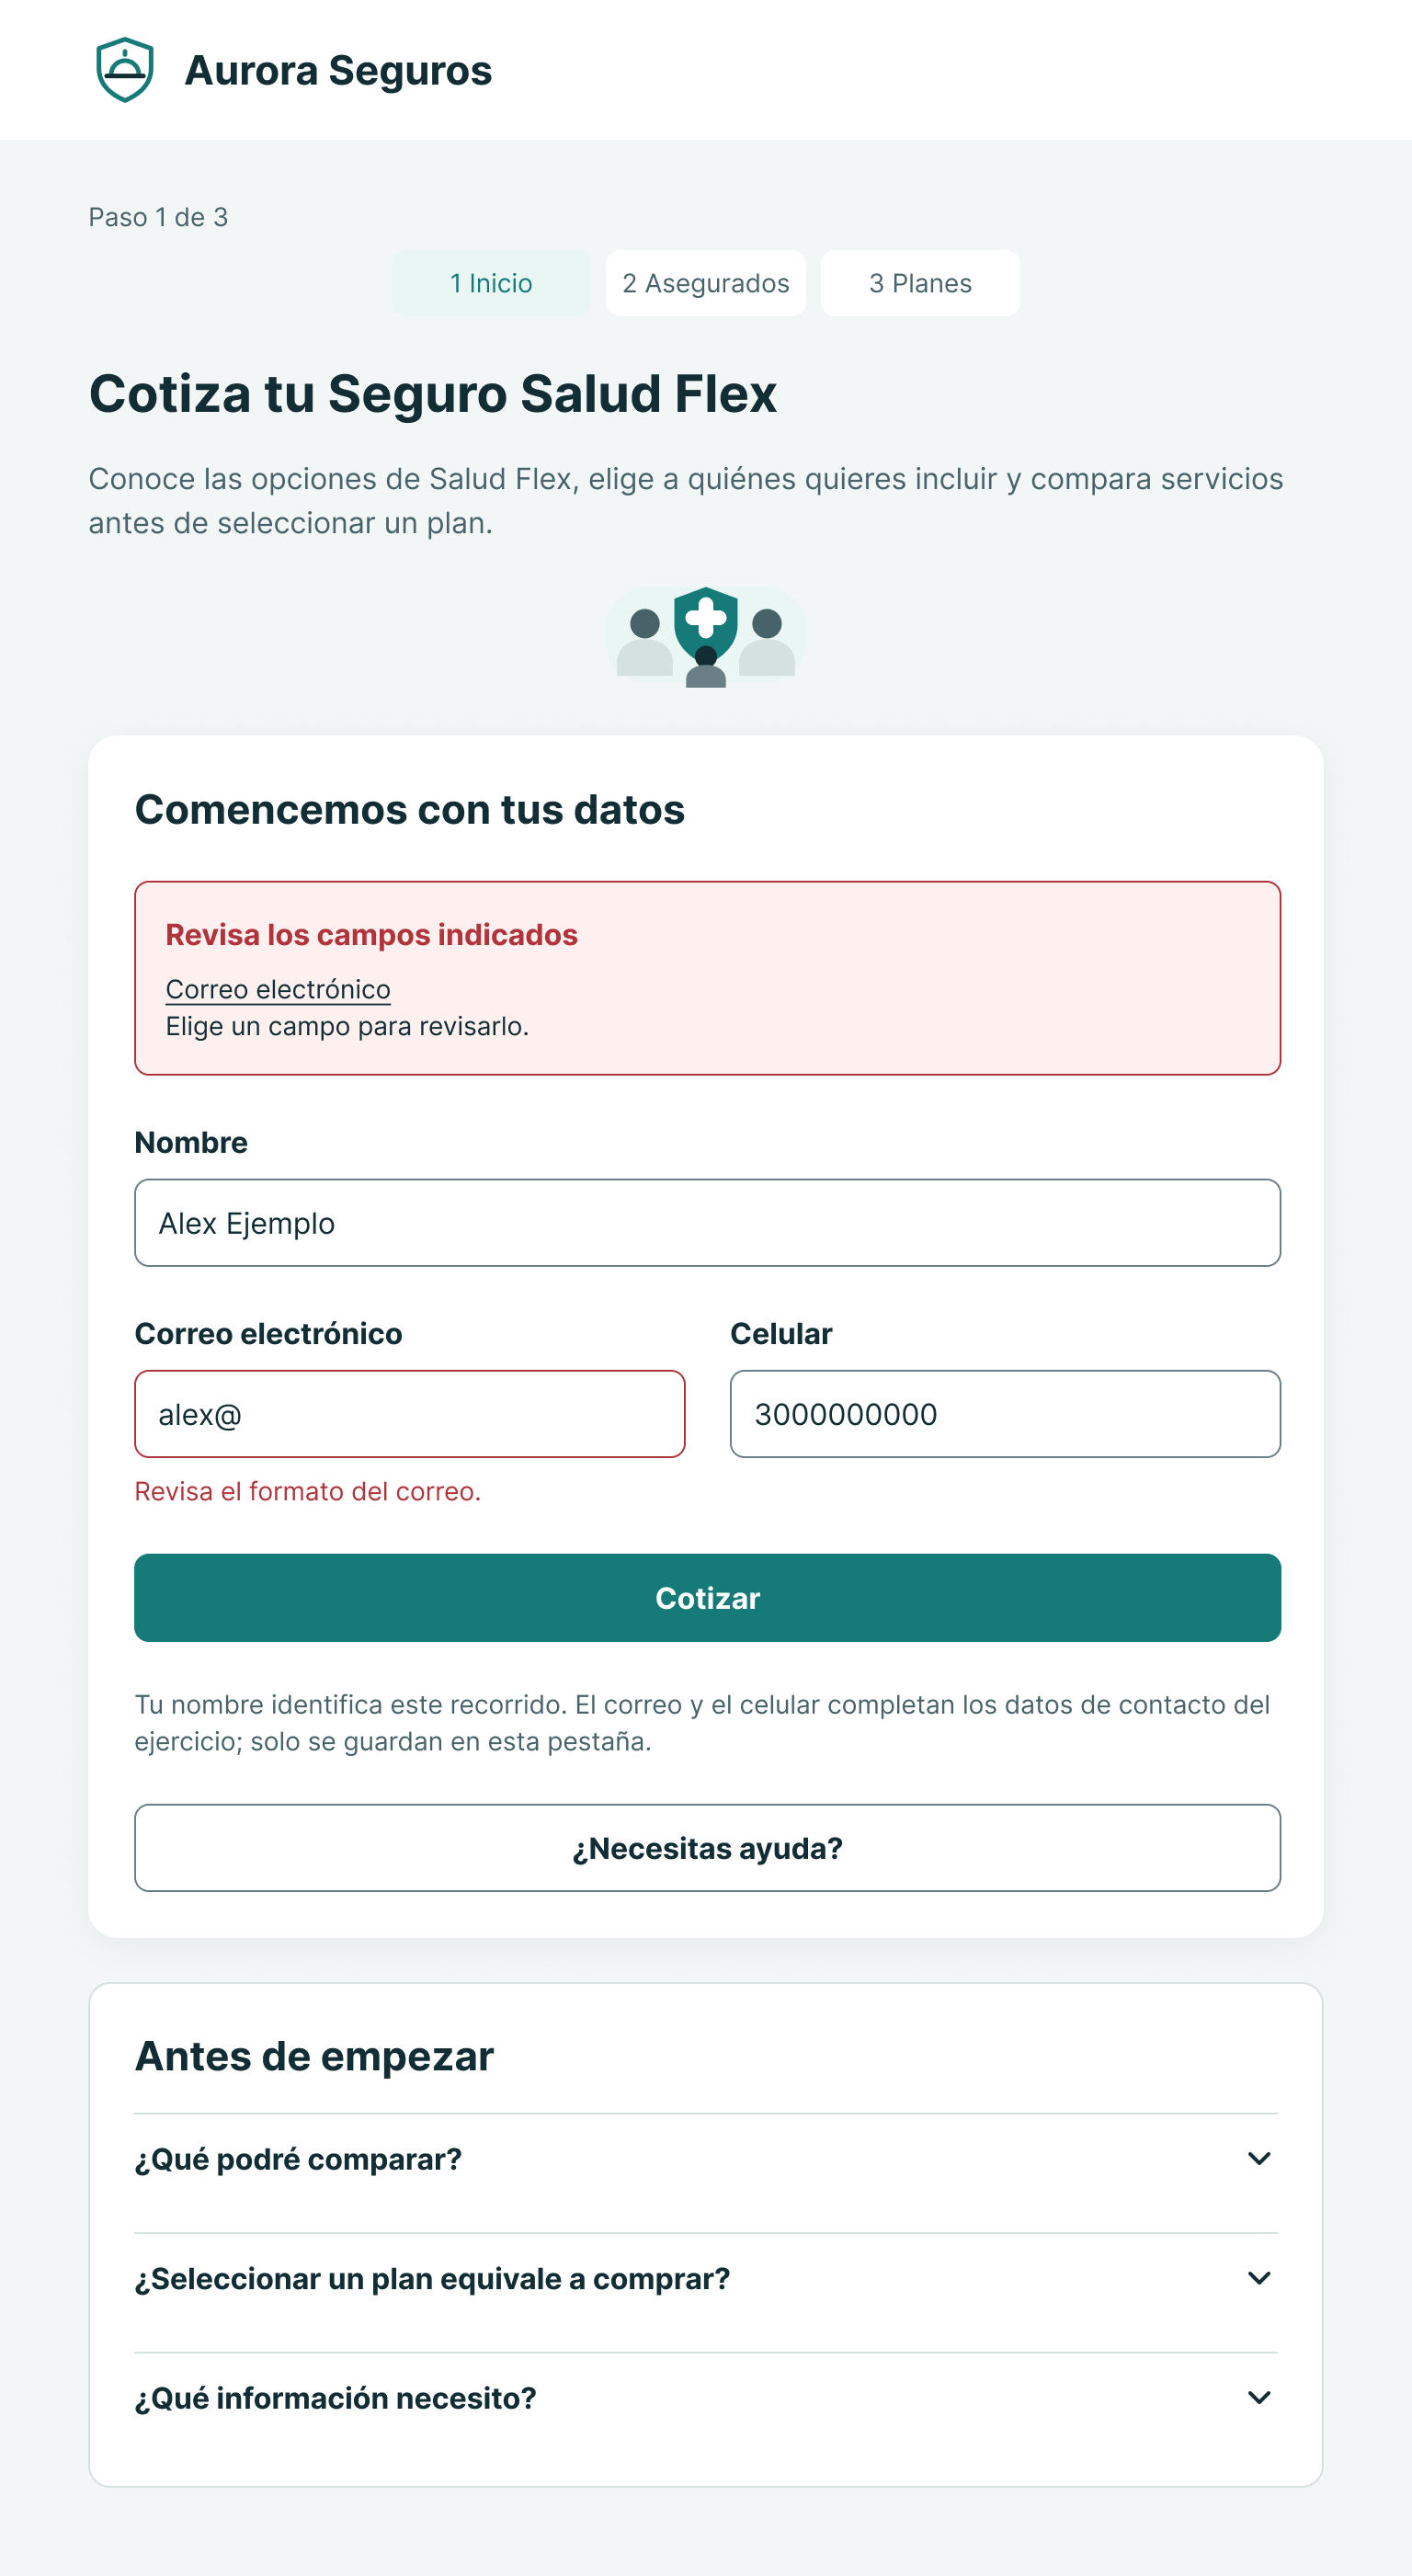 Aurora Seguros
Paso 1 de 3
1 Inicio
2 Asegurados
3 Planes
Cotiza tu Seguro Salud Flex
Conoce las opciones de Salud Flex, elige a quiénes quieres incluir y compara servicios
antes de seleccionar un plan.
Comencemos con tus datos
Revisa los campos indicados
Correo electrónico
Elige un campo para revisarlo.
Nombre
Alex Ejemplo
Correo electrónico
alex@
Revisa el formato del correo.
Celular
3000000000
Cotizar
Tu nombre identifica este recorrido. El correo y el celular completan los datos de contacto del
ejercicio; solo se guardan en esta pestaña.
¿Necesitas ayuda?
Antes de empezar
¿Qué podré comparar?
¿Seleccionar un plan equivale a comprar?
¿Qué información necesito?